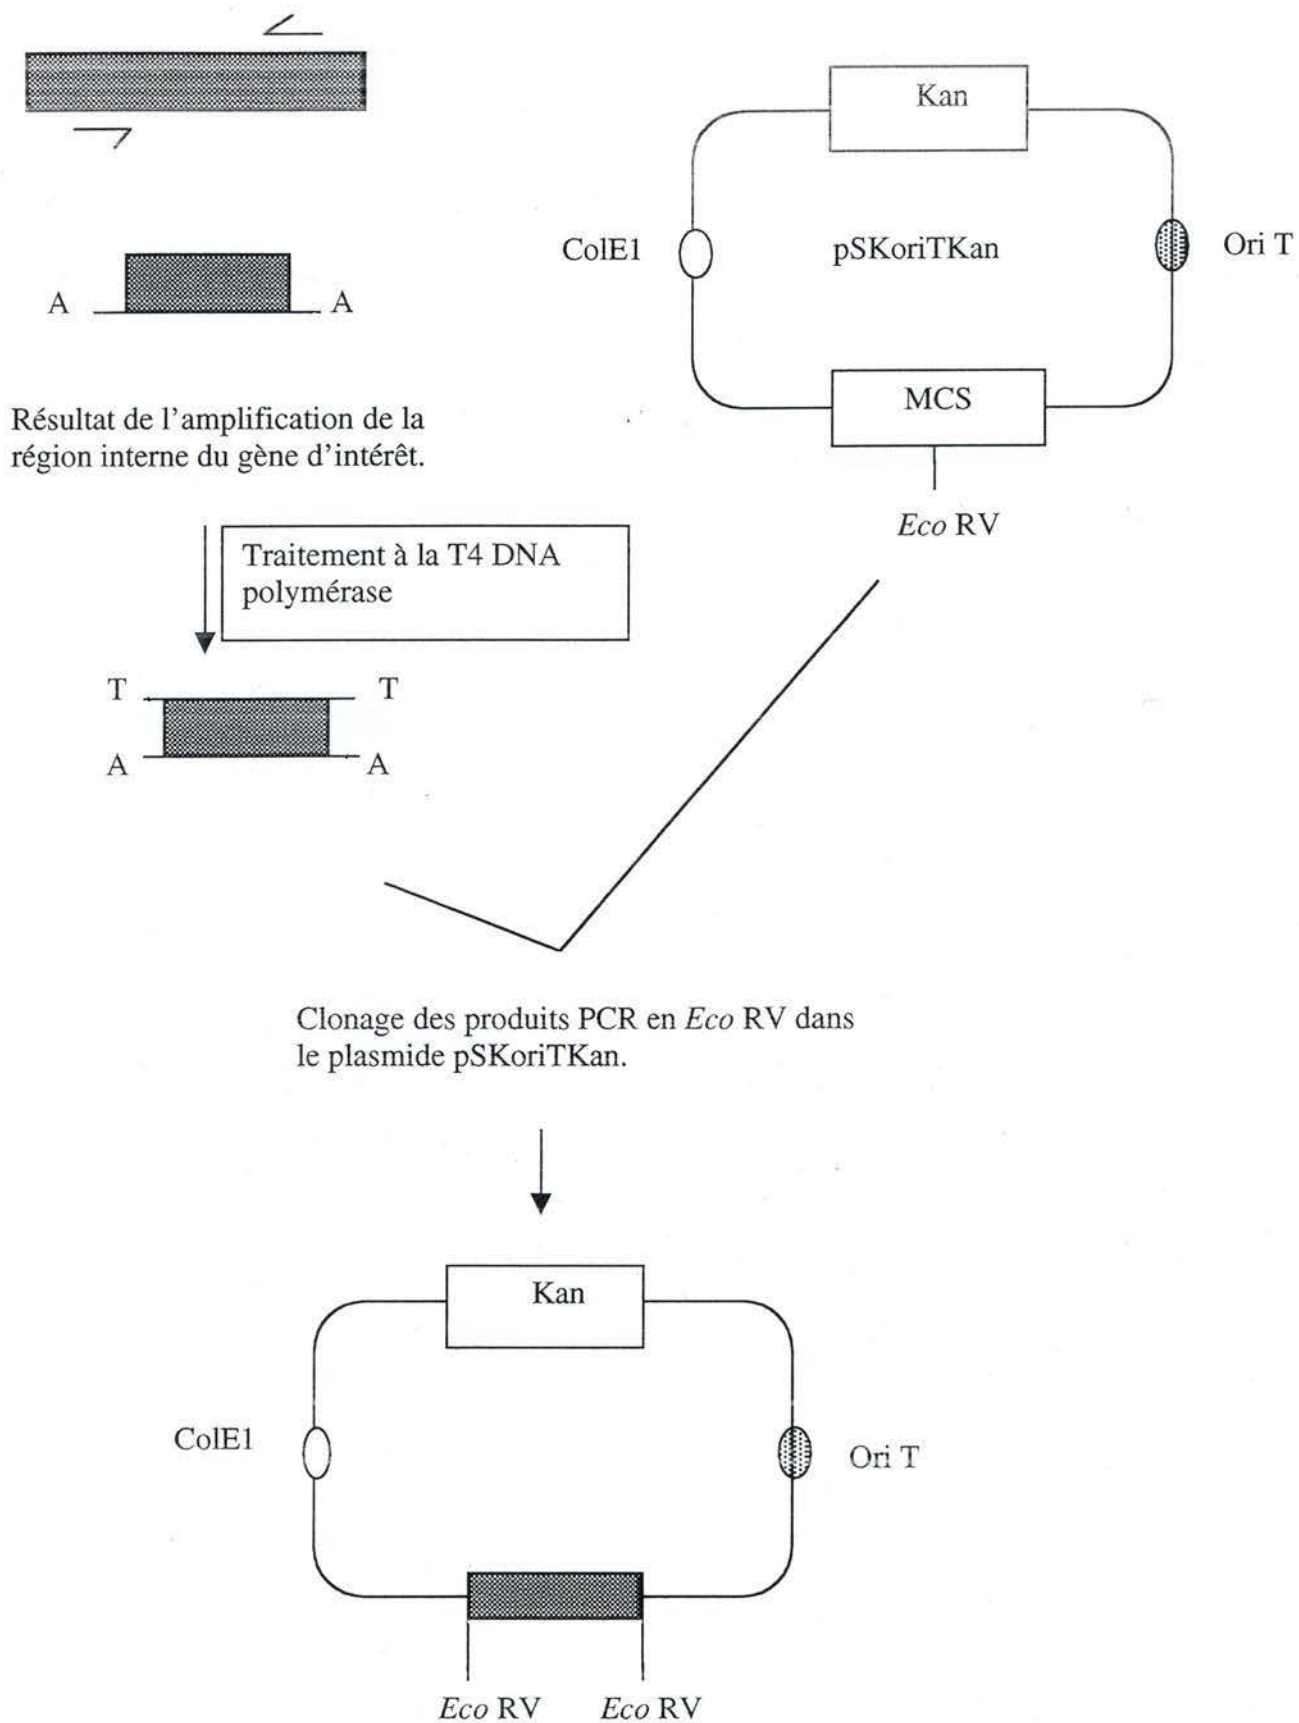 Kan
ColE1
pSKoriTKan
Ori T
A
A
MCS
Résultat de l'amplification de la
région interne du gène d'intérêt.
Eco RV
Traitement à la T4 DNA
polymérase
T
T
A
A
Clonage des produits PCR en Eco RV dans
le plasmide pSKoriTKan.
Kan
ColE1
Ori T
Eco RV
Eco RV